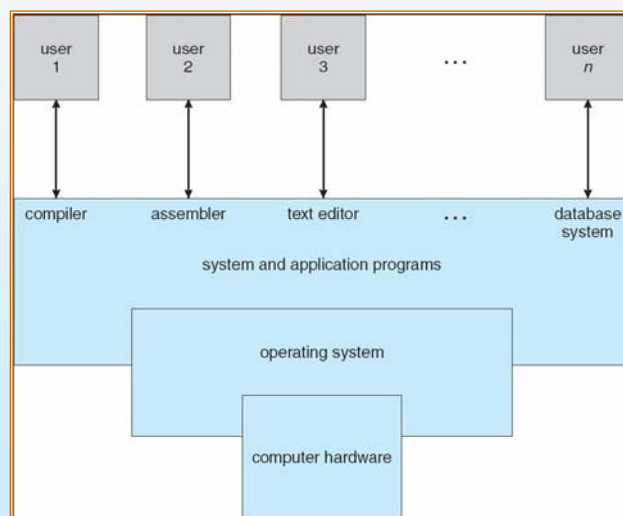 user
1
user
2
user
3
...
user
n
compiler
assembler
text editor
...
database
system
system and application programs
operating system
computer hardware